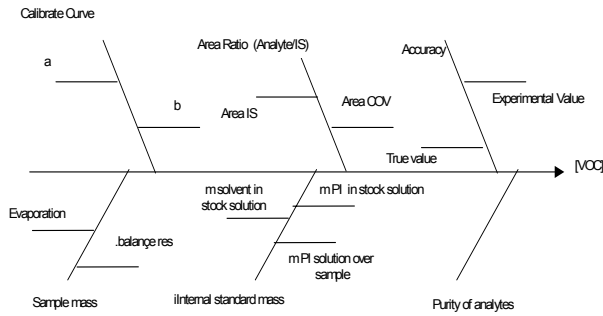 Calibrate Curve
a
b
Area Ratio (Analyte/IS)
Area IS
Area COV
Accuracy
Experimental Value
True value
[VOC]
Evaporation
.balançe res
Sample mass
m solvent in
stock solution
m PI in stock solution
m PI solution over
sample
iInternal standard mass
Purity of analytes